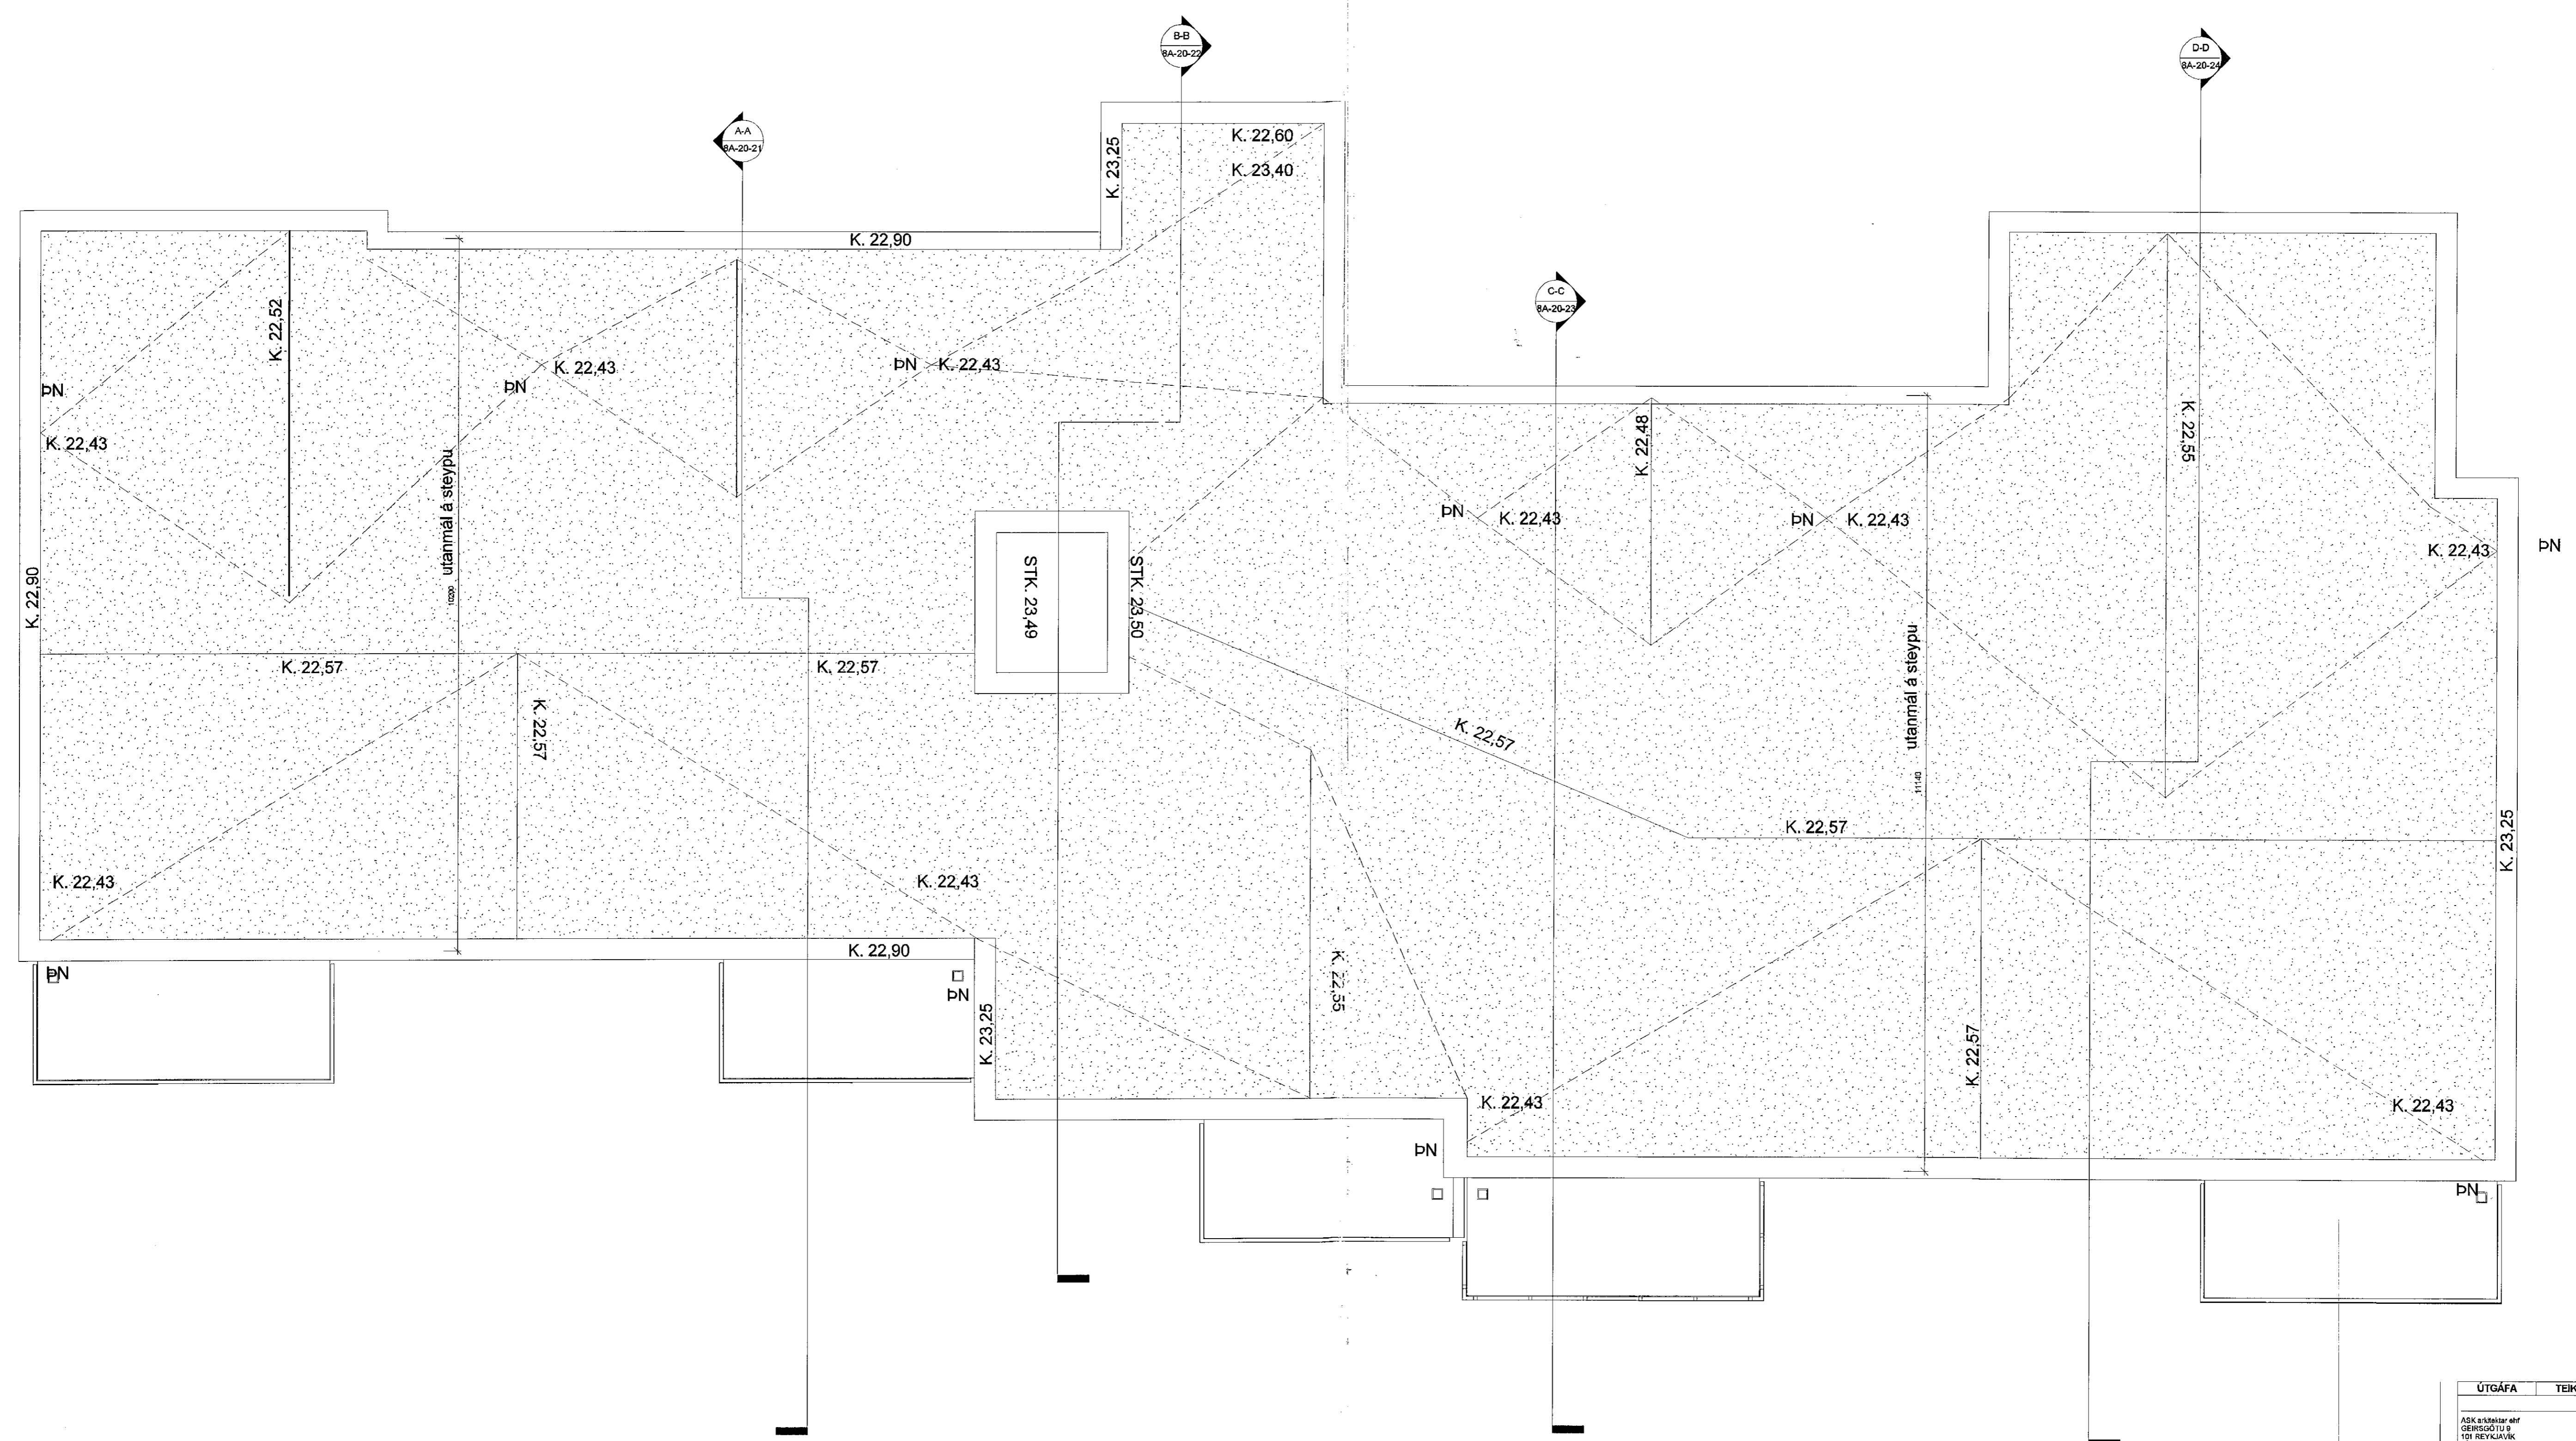 B-B
8A-20-22
D-D
8A-20-24
A-A
8A-20-21
K. 22,60
K. 23,25
K. 23,40
K. 22,90
C-C
8A-20-23
K. 22,52
K. 22,43
ÞN
K. 22,43
ÞN
ÞN
K. 22,43
K. 22,48
K. 22,55
utanmál á steypu
10200
ÞN
K. 22,43
ÞN
K. 22,43
K. 22,43
ÞN
K. 22,90
STK. 23,49
STK. 23,50
K. 22,57
K. 22,57
K. 22,57
K. 22,57
utanmál á steypu
11140
K. 22,57
K. 23,25
K. 22,43
K. 22,43
K. 22,90
ÞN
ÞN
K. 23,25
K. 22,55
K. 22,57
K. 22,43
K. 22,43
ÞN
ÞN
ÚTGÁFA
TEIK
ASK arkitektar ehf
GEIRSGÖTU 9
101 REYKJAVÍK